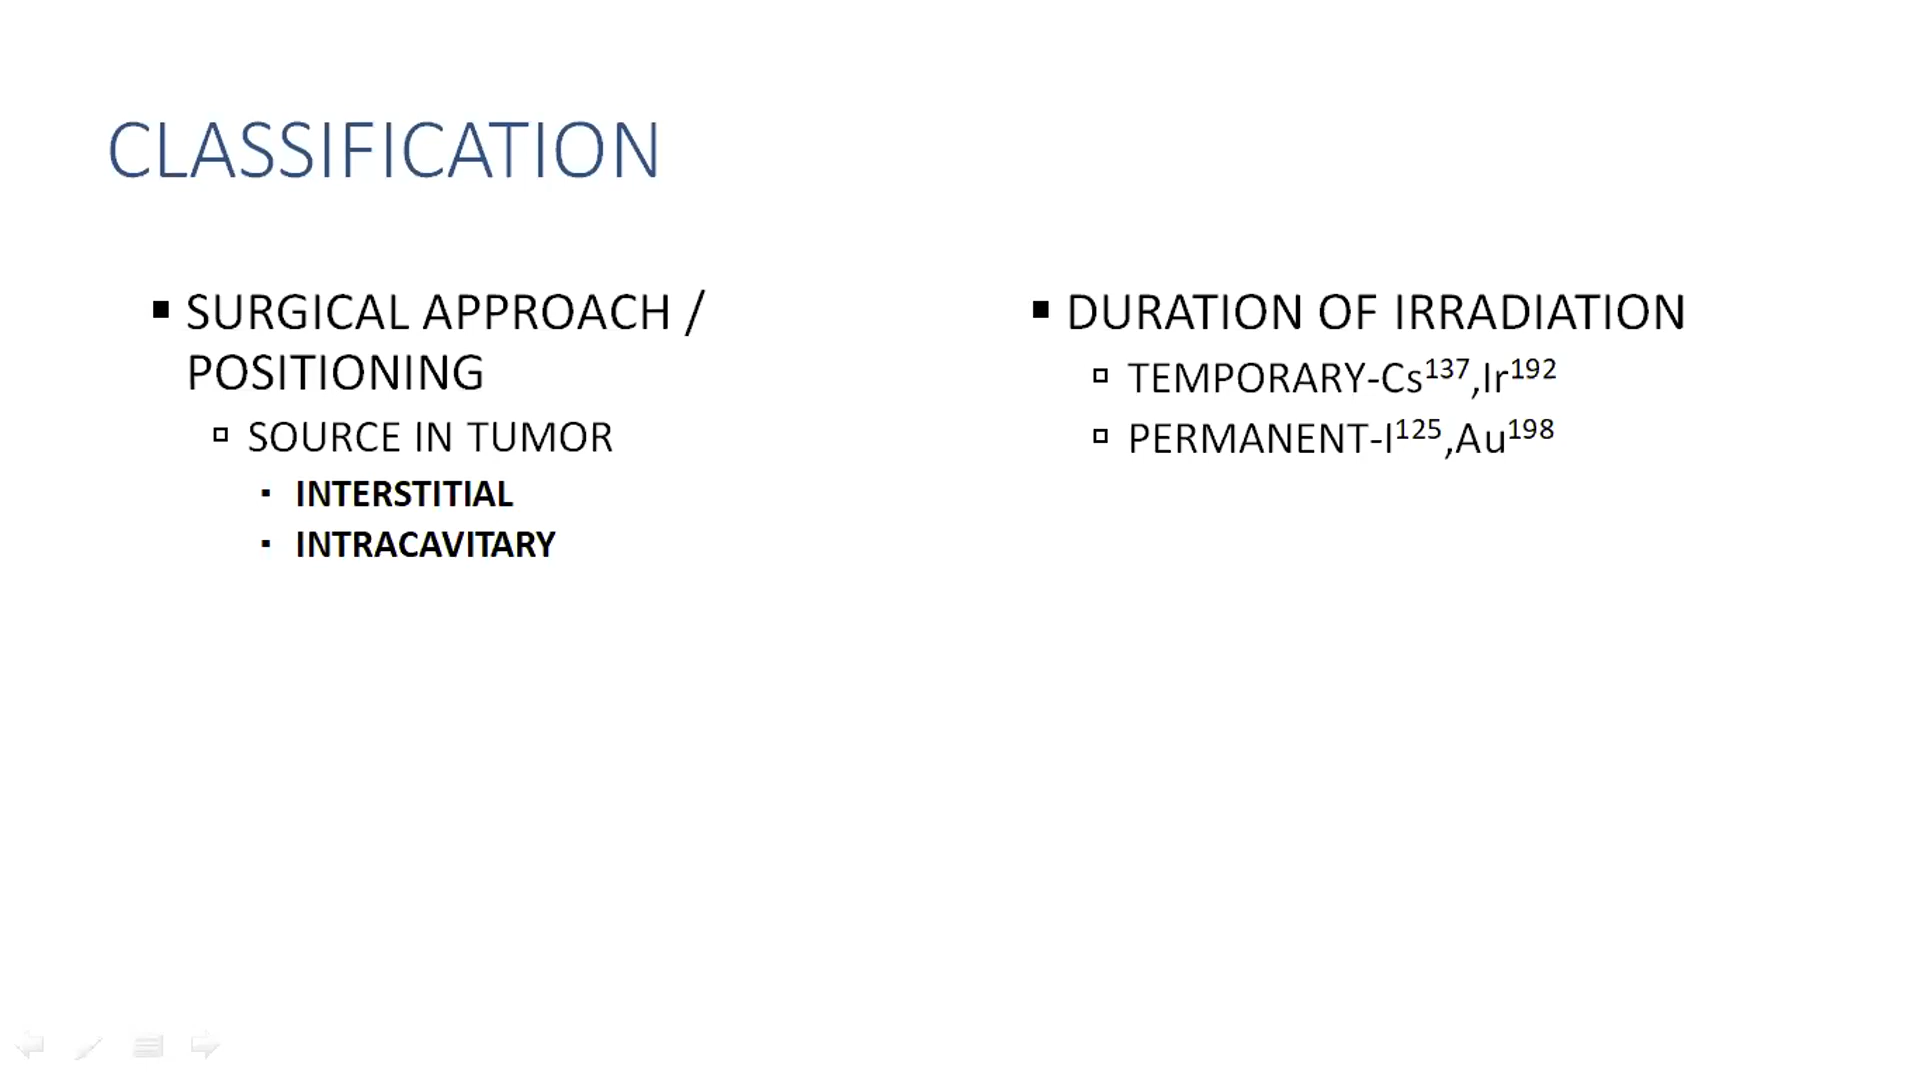 CLASSIFICATION
▪ SURGICAL APPROACH /
POSITIONING
▫ SOURCE IN TUMOR
▪ INTERSTITIAL
▪ INTRACAVITARY
▪ DURATION OF IRRADIATION
▫ TEMPORARY-Cs¹³⁷,Ir¹⁹²
▫ PERMANENT-I¹²⁵,Au¹⁹⁸